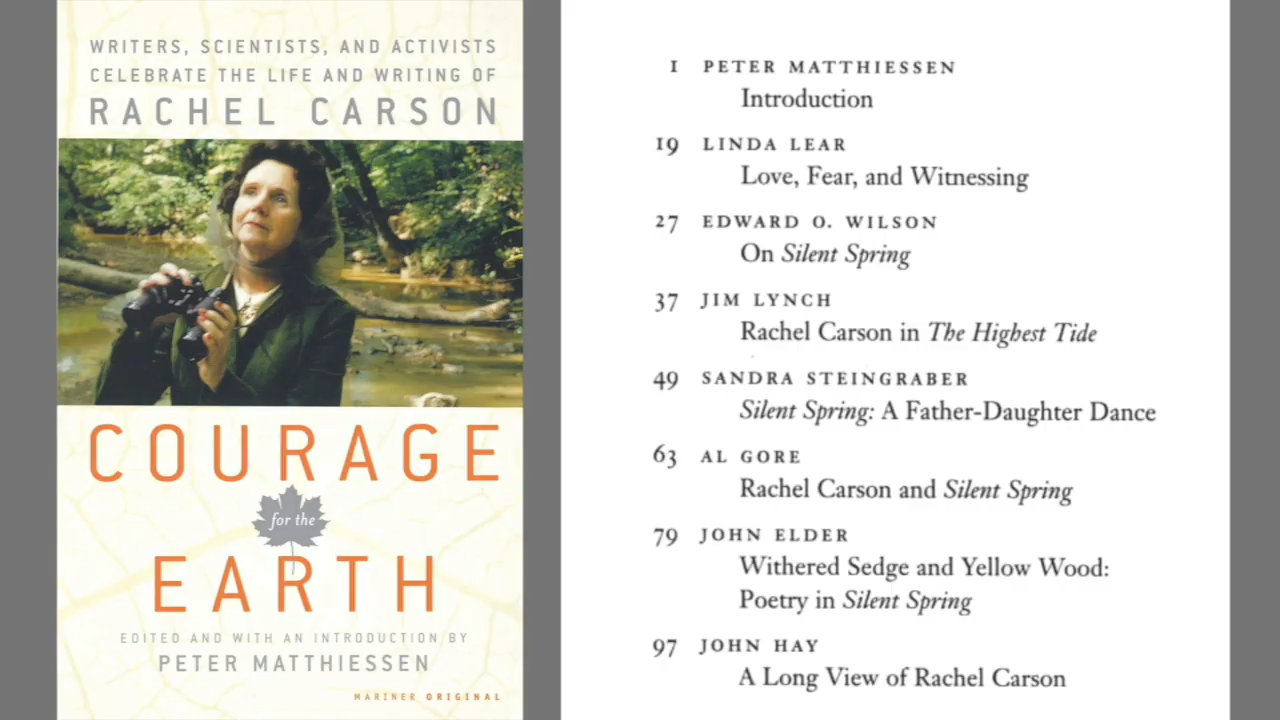 WRITERS, SCIENTISTS, AND ACTIVISTS
CELEBRATE THE LIFE AND WRITING OF
RACHEL CARSON
COURAGE
for the
EARTH
EDITED AND WITH AN INTRODUCTION BY
PETER MATTHIESSEN
MARINER ORIGINAL
1 PETER MATTHIESSEN
Introduction
19 LINDA LEAR
Love, Fear, and Witnessing
27 EDWARD O. WILSON
On Silent Spring
37 JIM LYNCH
Rachel Carson in The Highest Tide
49 SANDRA STEINGRABER
Silent Spring: A Father-Daughter Dance
63 AL GORE
Rachel Carson and Silent Spring
79 JOHN ELDER
Withered Sedge and Yellow Wood:
Poetry in Silent Spring
97 JOHN HAY
A Long View of Rachel Carson